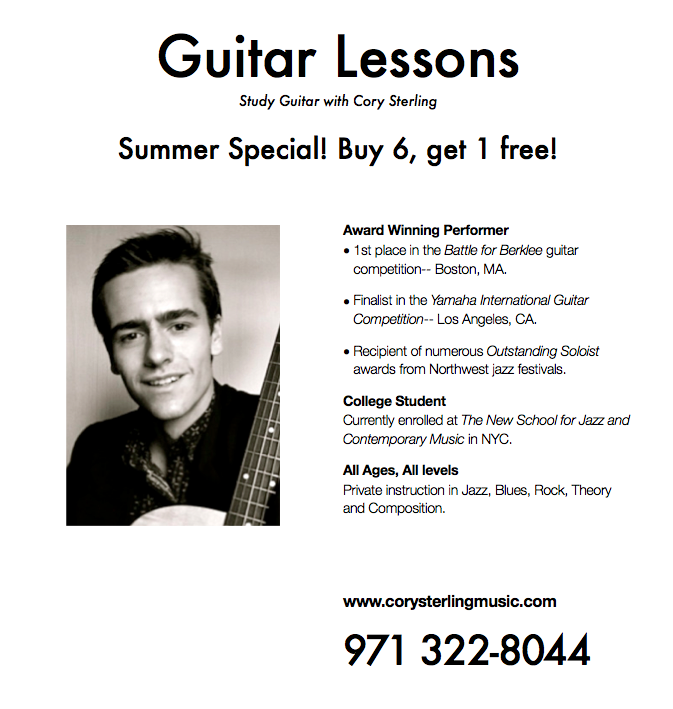 Guitar Lessons
Study Guitar with Cory Sterling
Summer Special! Buy 6, get 1 free!
Award Winning Performer
• 1st place in the Battle for Berklee guitar
competition-- Boston, MA.
• Finalist in the Yamaha International Guitar
Competition-- Los Angeles, CA.
• Recipient of numerous Outstanding Soloist
awards from Northwest jazz festivals.
College Student
Currently enrolled at The New School for Jazz and
Contemporary Music in NYC.
All Ages, All levels
Private instruction in Jazz, Blues, Rock, Theory
and Composition.
www.corysterlingmusic.com
971 322-8044